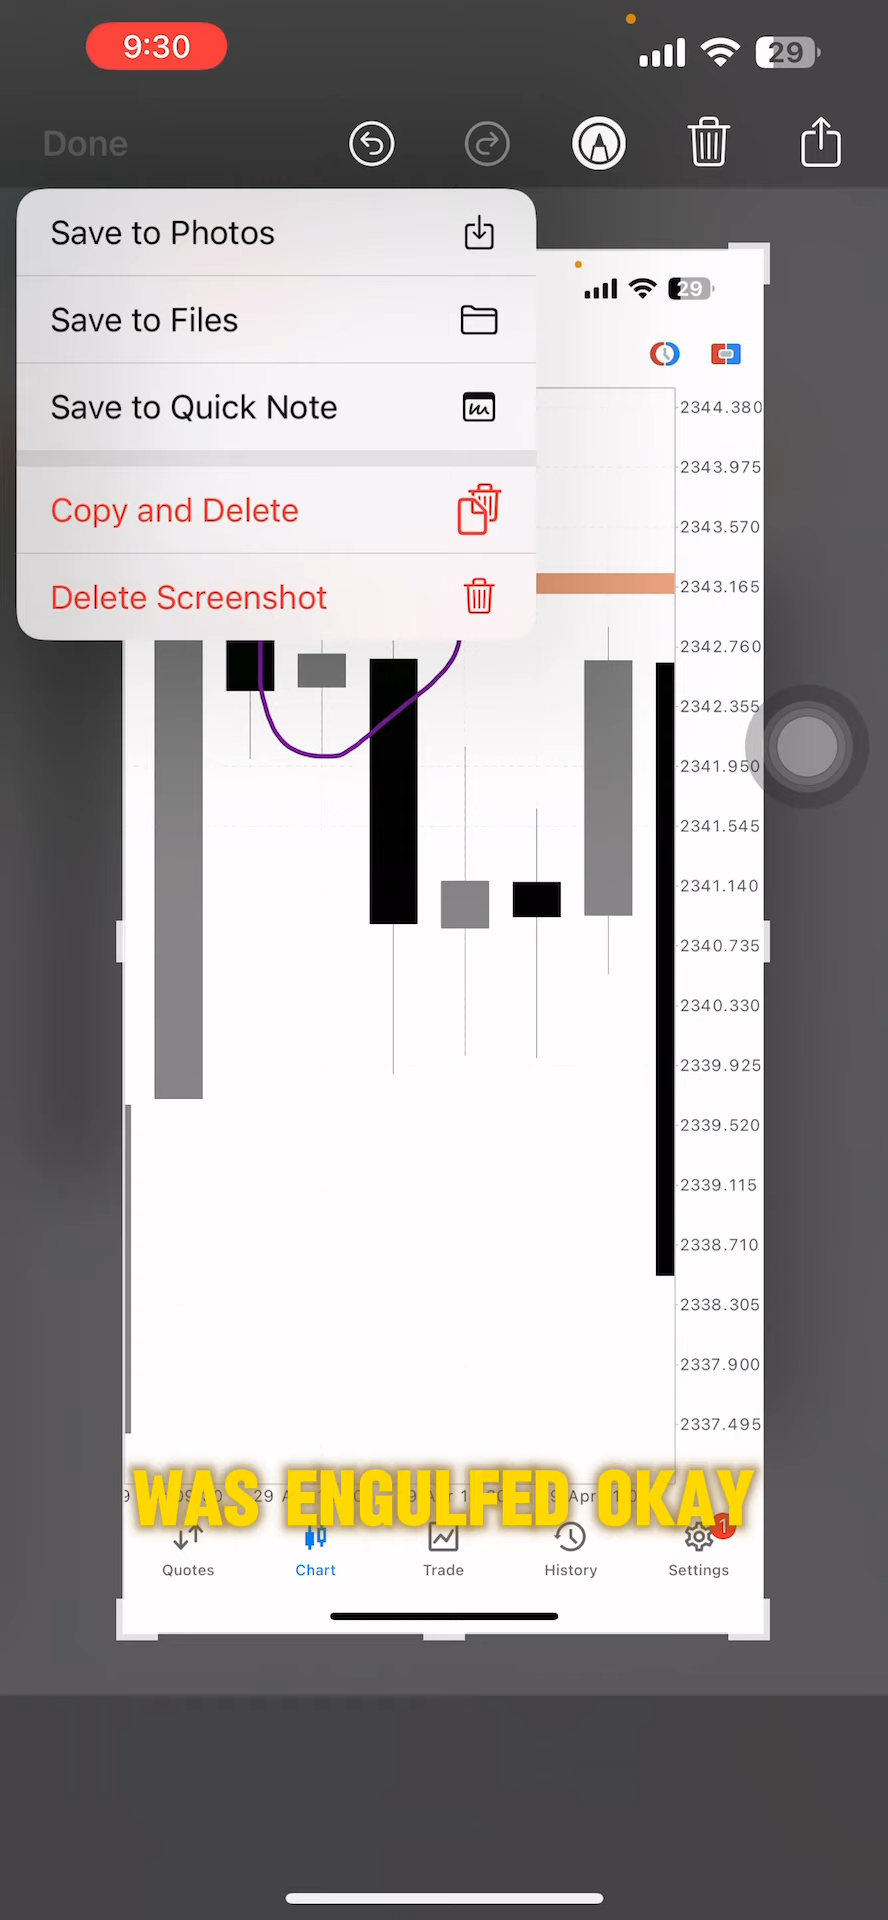 9:30
29
Done
Save to Photos
Save to Files
Save to Quick Note
Copy and Delete
Delete Screenshot
29
2344.380
2343.975
2343.570
2343.165
2342.760
2342.355
2341.950
2341.545
2341.140
2340.735
2340.330
2339.925
2339.520
2339.115
2338.710
2338.305
2337.900
2337.495
WAS ENGULFED OKAY
1
Quotes
Chart
Trade
History
Settings